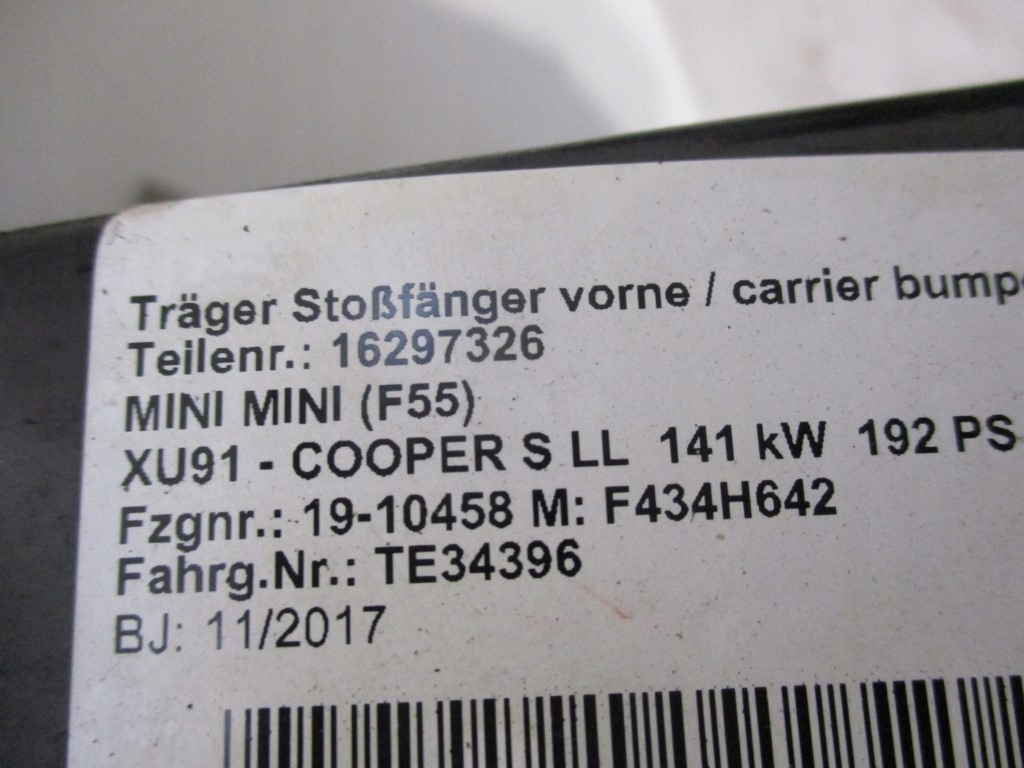 Träger Stoßfänger vorne / carrier bumpe
Teilenr.: 16297326
MINI MINI (F55)
XU91 - COOPER S LL 141 kW 192 PS
Fzgnr.: 19-10458 M: F434H642
Fahrg.Nr.: TE34396
BJ: 11/2017